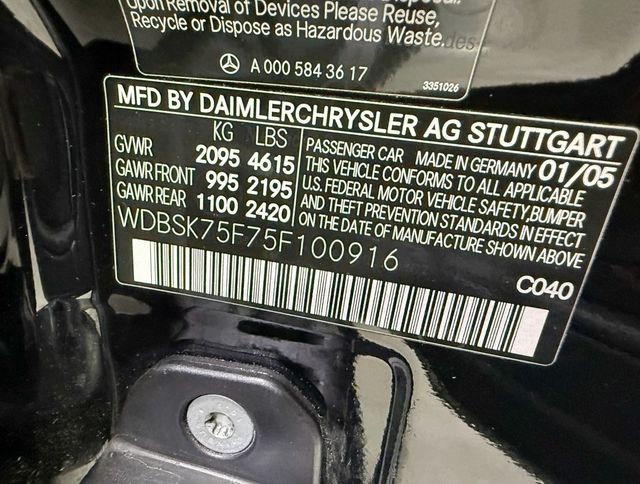 Upon Removal of Devices Please Reuse,
Recycle or Dispose as Hazardous Waste.
A 000 584 36 17
3351026
MFD BY DAIMLERCHRYSLER AG STUTTGART
KG LBS
GVWR 2095 4615
GAWR FRONT 995 2195
GAWR REAR 1100 2420
PASSENGER CAR MADE IN GERMANY 01/05
THIS VEHICLE CONFORMS TO ALL APPLICABLE
U.S. FEDERAL MOTOR VEHICLE SAFETY, BUMPER
AND THEFT PREVENTION STANDARDS IN EFFECT
ON THE DATE OF MANUFACTURE SHOWN ABOVE
WDBSK75F75F100916
C040